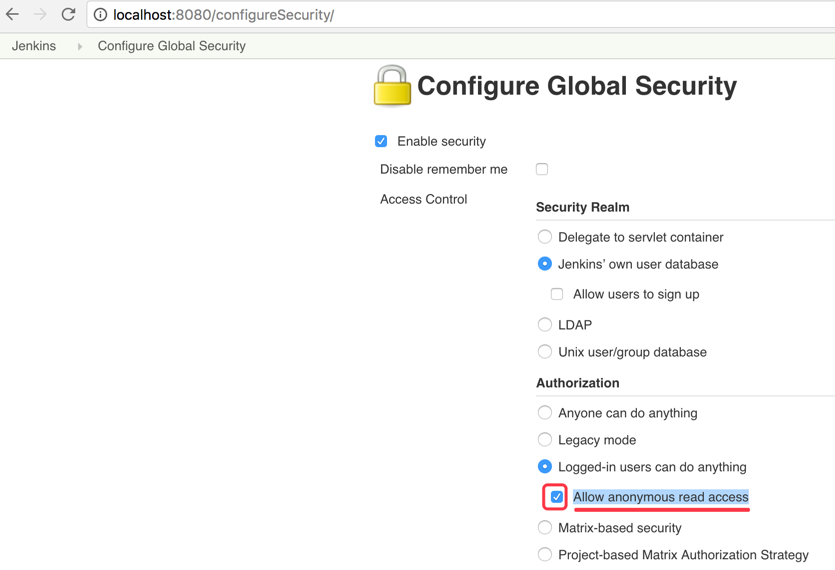 localhost:8080/configureSecurity/
Jenkins Configure Global Security
Configure Global Security
Enable security
Disable remember me
Access Control
Security Realm
Delegate to servlet container
Jenkins' own user database
Allow users to sign up
LDAP
Unix user/group database
Authorization
Anyone can do anything
Legacy mode
Logged-in users can do anything
Allow anonymous read access
Matrix-based security
Project-based Matrix Authorization Strategy